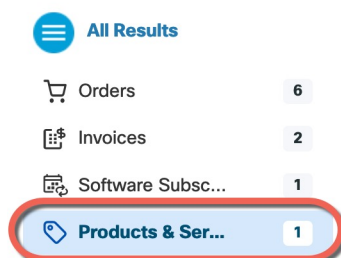 All Results
Orders 6
Invoices 2
Software Subsc... 1
Products & Ser... 1